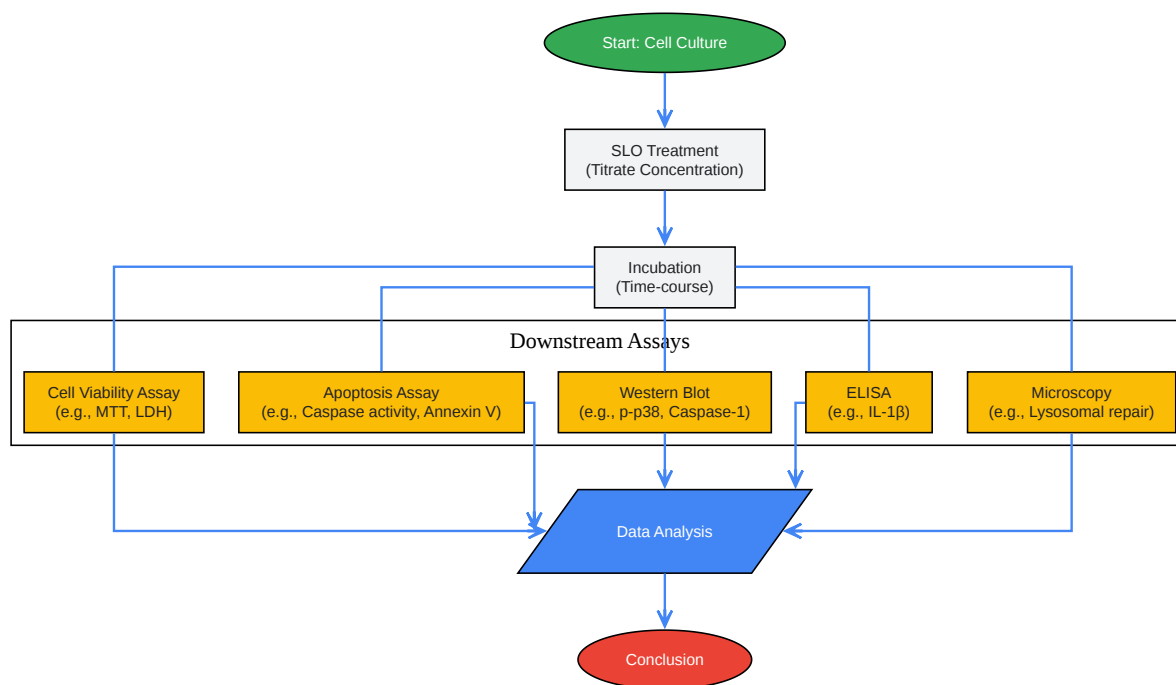 Start: Cell Culture
SLO Treatment
(Titrate Concentration)
Incubation
(Time-course)
Downstream Assays
Cell Viability Assay
(e.g., MTT, LDH)
Apoptosis Assay
(e.g., Caspase activity, Annexin V)
Western Blot
(e.g., p-p38, Caspase-1)
ELISA
(e.g., IL-1β)
Microscopy
(e.g., Lysosomal repair)
Data Analysis
Conclusion